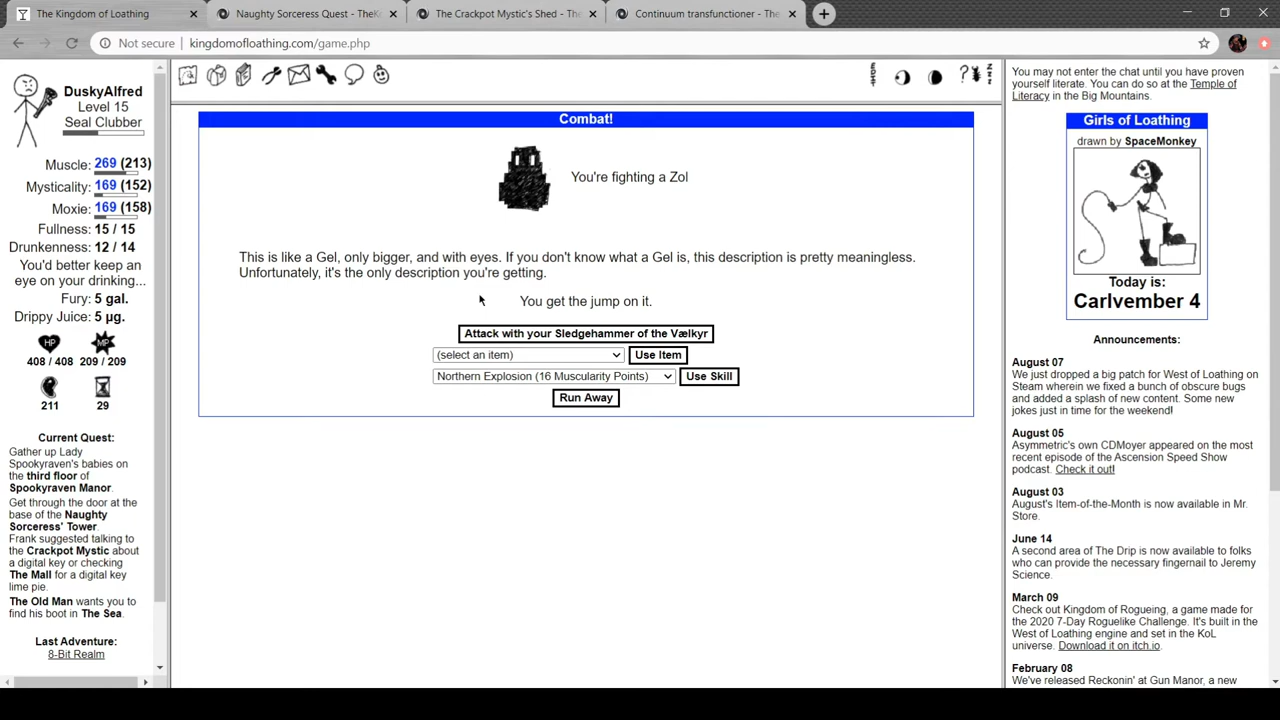 The Kingdom of Loathing
Naughty Sorceress Quest - TheK
The Crackpot Mystic's Shed - The
Continuum transfunctioner - The
Not secure
kingdomofloathing.com/game.php
DuskyAlfred
Level 15
Seal Clubber
Muscle: 269 (213)
Mysticality: 169 (152)
Moxie: 169 (158)
Fullness: 15 / 15
Drunkenness: 12 / 14
You'd better keep an
eye on your drinking...
Fury: 5 gal.
Drippy Juice: 5 µg.
HP
MP
408 / 408
209 / 209
211
29
Current Quest:
Gather up Lady
Spookyraven's babies on
the third floor of
Spookyraven Manor.
Get through the door at the
base of the Naughty
Sorceress' Tower.
Frank suggested talking to
the Crackpot Mystic about
a digital key or checking
The Mall for a digital key
lime pie.
The Old Man wants you to
find his boot in The Sea.
Last Adventure:
8-Bit Realm
Combat!
You're fighting a Zol
This is like a Gel, only bigger, and with eyes. If you don't know what a Gel is, this description is pretty meaningless.
Unfortunately, it's the only description you're getting.
You get the jump on it.
Attack with your Sledgehammer of the Vælkyr
(select an item)
Use Item
Northern Explosion (16 Muscularity Points)
Use Skill
Run Away
You may not enter the chat until you have proven
yourself literate. You can do so at the Temple of
Literacy in the Big Mountains.
Girls of Loathing
drawn by SpaceMonkey
Today is:
Carlvember 4
Announcements:
August 07
We just dropped a big patch for West of Loathing on
Steam wherein we fixed a bunch of obscure bugs
and added a splash of new content. Some new
jokes just in time for the weekend!
August 05
Asymmetric's own CDMoyer appeared on the most
recent episode of the Ascension Speed Show
podcast. Check it out!
August 03
August's Item-of-the-Month is now available in Mr.
Store.
June 14
A second area of The Drip is now available to folks
who can provide the necessary fingernail to Jeremy
Science.
March 09
Check out Kingdom of Rogueing, a game made for
the 2020 7-Day Roguelike Challenge. It's built in the
West of Loathing engine and set in the KoL
universe. Download it on itch.io.
February 08
We've released Reckonin' at Gun Manor, a new